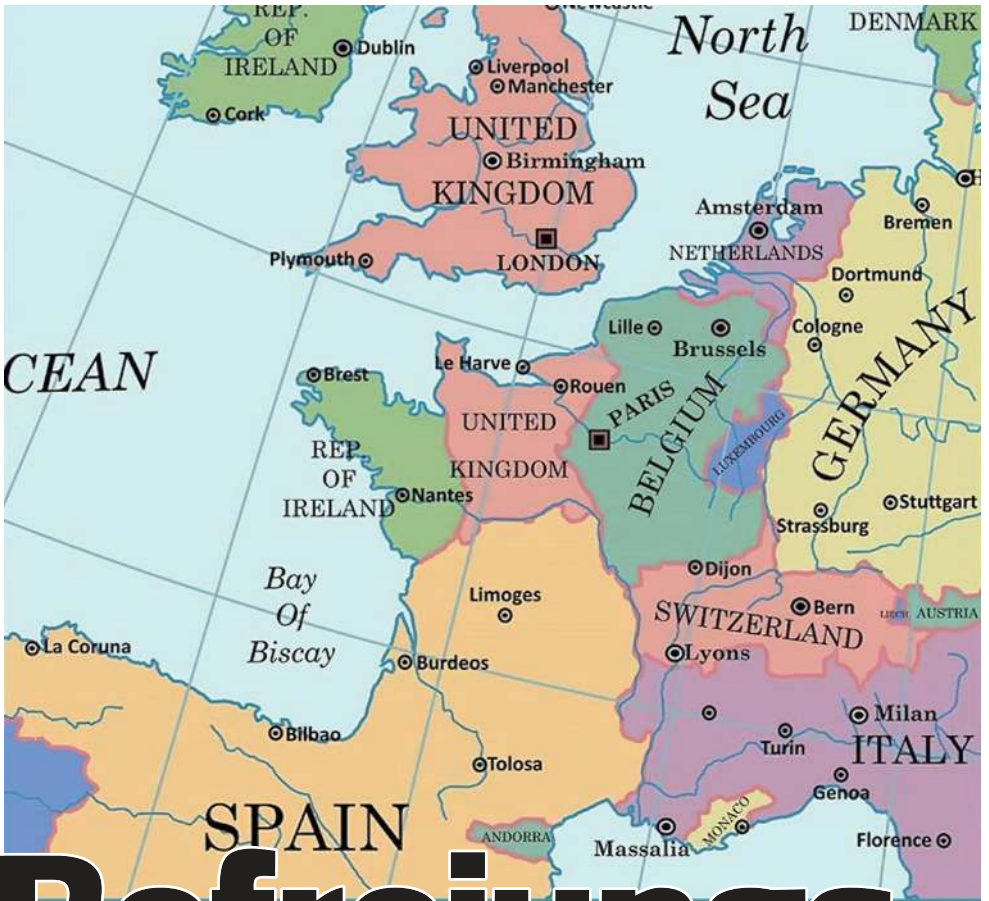 REP.
OF
IRELAND
Dublin
Cork
Newcastle
Liverpool
Manchester
UNITED
Birmingham
KINGDOM
Plymouth
LONDON
North
Sea
DENMARK
Amsterdam
NETHERLANDS
H
Bremen
Dortmund
Cologne
GERMANY
Lille
Brussels
CEAN
Brest
Le Harve
Rouen
PARIS
BELGIUM
LUXEMBOURG
UNITED
KINGDOM
REP.
OF
IRELAND
Nantes
Strassburg
Stuttgart
Dijon
Bay
Of
Biscay
Limoges
SWITZERLAND
Bern
LIECH.
AUSTRIA
La Coruna
Burdeos
Lyons
Bilbao
Tolosa
Milan
Turin
ITALY
Genoa
SPAIN
ANDORRA
Massalia
MONACO
Florence
Befreiungs